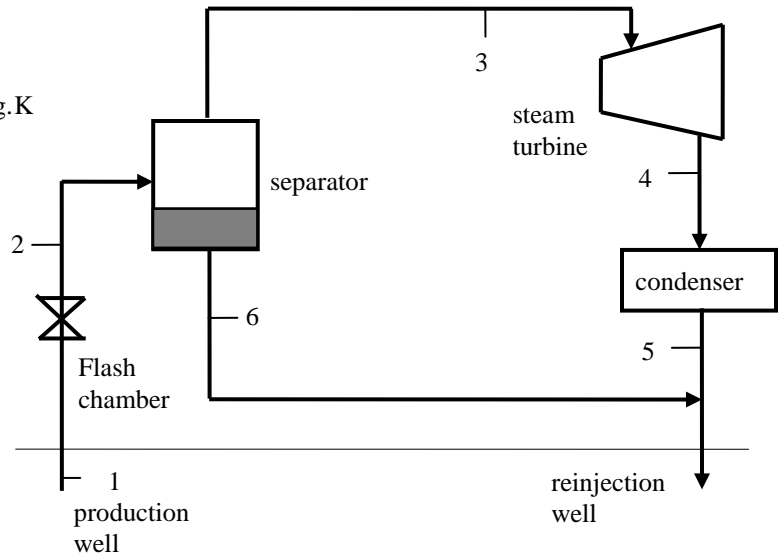 3
g.K
steam
turbine
separator
4
2
condenser
6
5
Flash
chamber
1
production
well
reinjection
well